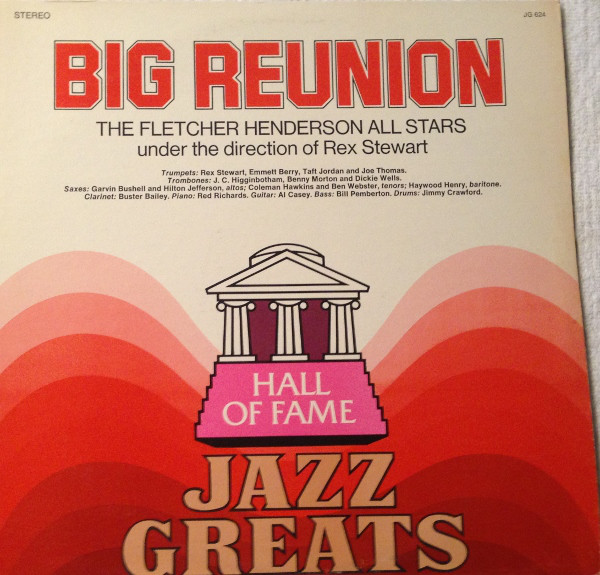 STEREO
JG 624
BIG REUNION
THE FLETCHER HENDERSON ALL STARS
under the direction of Rex Stewart
Trumpets: Rex Stewart, Emmett Berry, Taft Jordan and Joe Thomas.
Trombones: J. C. Higginbotham, Benny Morton and Dickie Wells.
Saxes: Garvin Bushell and Hilton Jefferson, altos; Coleman Hawkins and Ben Webster, tenors; Haywood Henry, baritone.
Clarinet: Buster Bailey. Piano: Red Richards. Guitar: Al Casey. Bass: Bill Pemberton. Drums: Jimmy Crawford.
HALL
OF FAME
JAZZ
GREATS